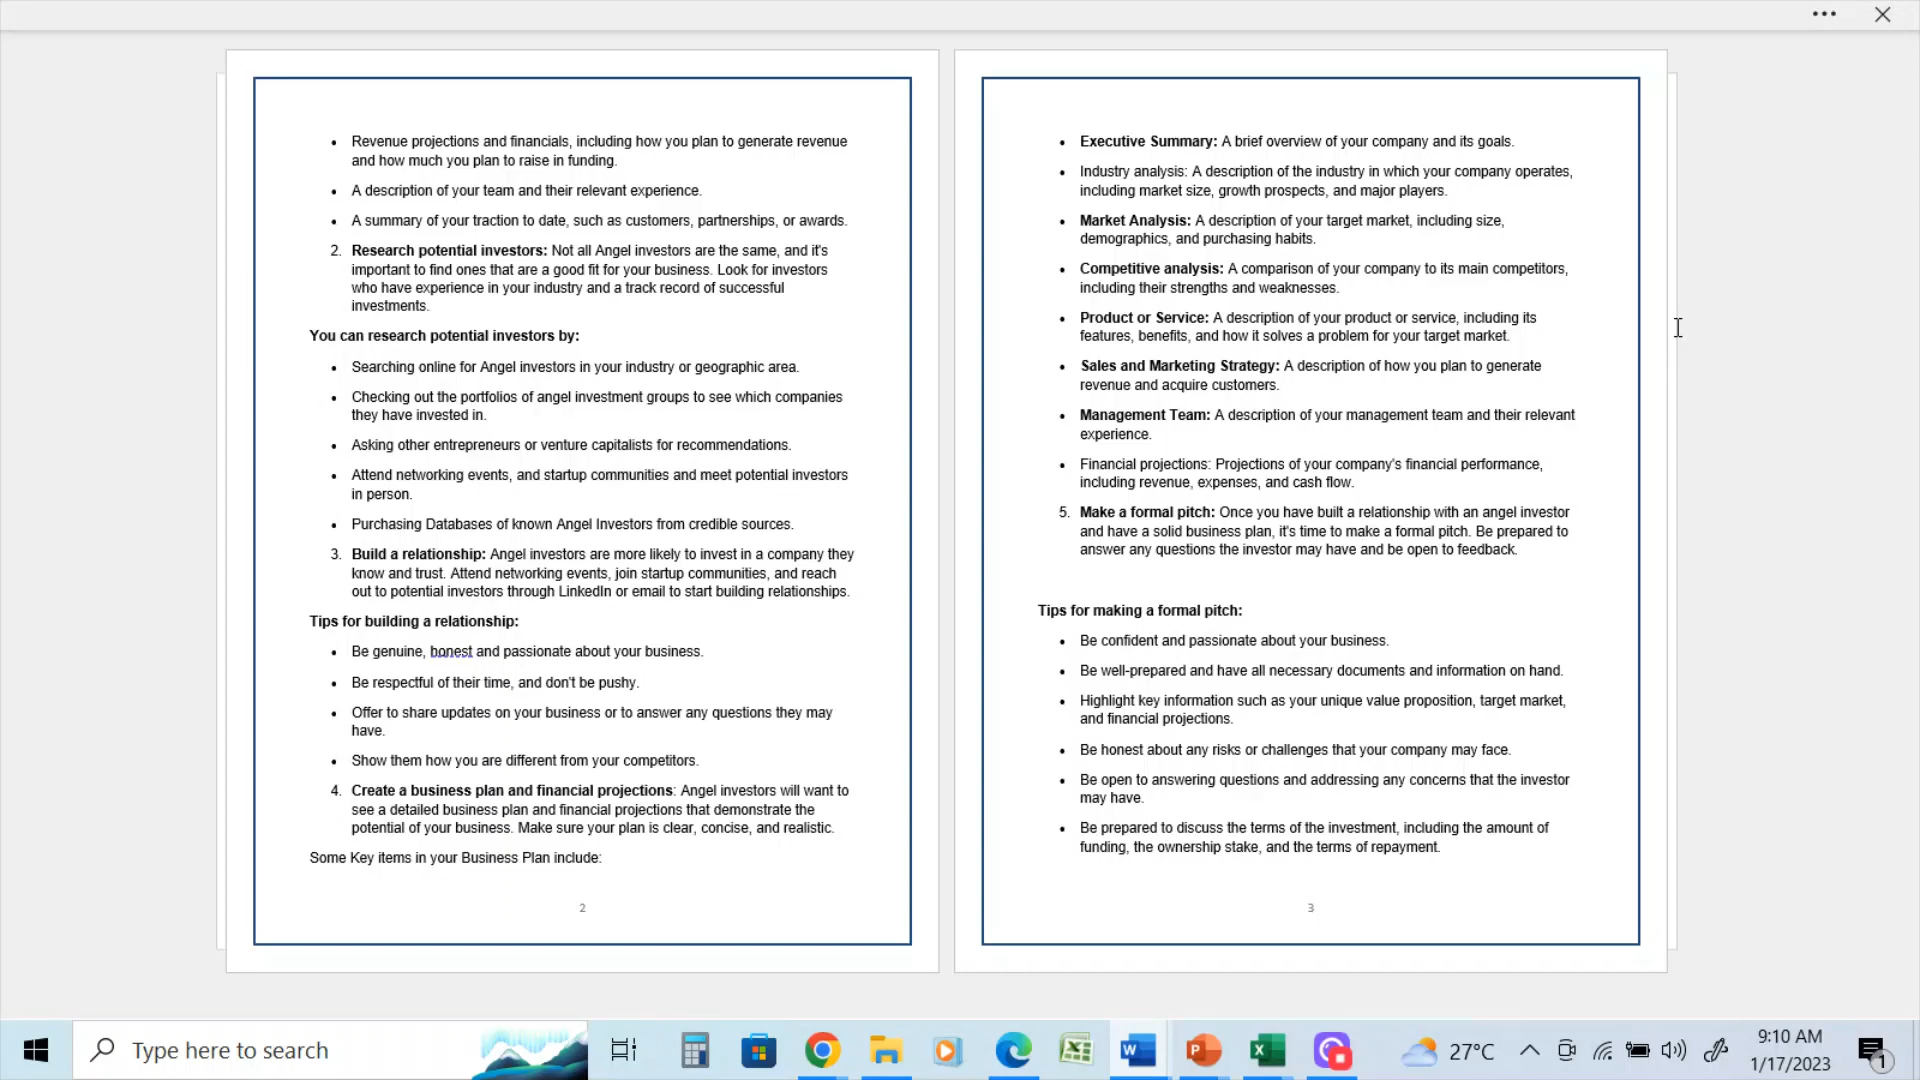 • Revenue projections and financials, including how you plan to generate revenue
and how much you plan to raise in funding.
• A description of your team and their relevant experience.
• A summary of your traction to date, such as customers, partnerships, or awards.
2. Research potential investors: Not all Angel investors are the same, and it's
important to find ones that are a good fit for your business. Look for investors
who have experience in your industry and a track record of successful
investments.
You can research potential investors by:
• Searching online for Angel investors in your industry or geographic area.
• Checking out the portfolios of angel investment groups to see which companies
they have invested in.
• Asking other entrepreneurs or venture capitalists for recommendations.
• Attend networking events, and startup communities and meet potential investors
in person.
• Purchasing Databases of known Angel Investors from credible sources.
3. Build a relationship: Angel investors are more likely to invest in a company they
know and trust. Attend networking events, join startup communities, and reach
out to potential investors through LinkedIn or email to start building relationships.
Tips for building a relationship:
• Be genuine, honest and passionate about your business.
• Be respectful of their time, and don't be pushy.
• Offer to share updates on your business or to answer any questions they may
have.
• Show them how you are different from your competitors.
4. Create a business plan and financial projections: Angel investors will want to
see a detailed business plan and financial projections that demonstrate the
potential of your business. Make sure your plan is clear, concise, and realistic.
Some Key items in your Business Plan include:
2
• Executive Summary: A brief overview of your company and its goals.
• Industry analysis: A description of the industry in which your company operates,
including market size, growth prospects, and major players.
• Market Analysis: A description of your target market, including size,
demographics, and purchasing habits.
• Competitive analysis: A comparison of your company to its main competitors,
including their strengths and weaknesses.
• Product or Service: A description of your product or service, including its
features, benefits, and how it solves a problem for your target market.
• Sales and Marketing Strategy: A description of how you plan to generate
revenue and acquire customers.
• Management Team: A description of your management team and their relevant
experience.
• Financial projections: Projections of your company's financial performance,
including revenue, expenses, and cash flow.
5. Make a formal pitch: Once you have built a relationship with an angel investor
and have a solid business plan, it's time to make a formal pitch. Be prepared to
answer any questions the investor may have and be open to feedback.
Tips for making a formal pitch:
• Be confident and passionate about your business.
• Be well-prepared and have all necessary documents and information on hand.
• Highlight key information such as your unique value proposition, target market,
and financial projections.
• Be honest about any risks or challenges that your company may face.
• Be open to answering questions and addressing any concerns that the investor
may have.
• Be prepared to discuss the terms of the investment, including the amount of
funding, the ownership stake, and the terms of repayment.
3
Type here to search
27°C
9:10 AM
1/17/2023
1